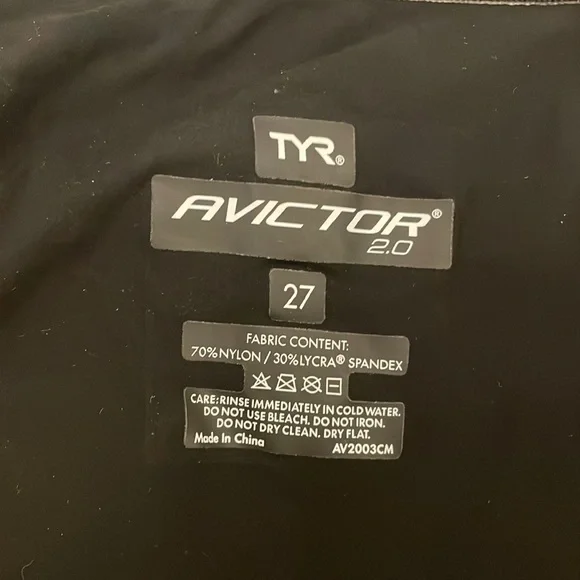 TYR®
AVICTOR®
2.0
27
FABRIC CONTENT:
70%NYLON / 30%LYCRA® SPANDEX
CARE: RINSE IMMEDIATELY IN COLD WATER.
DO NOT USE BLEACH. DO NOT IRON.
DO NOT DRY CLEAN. DRY FLAT.
Made In China AV2003CM